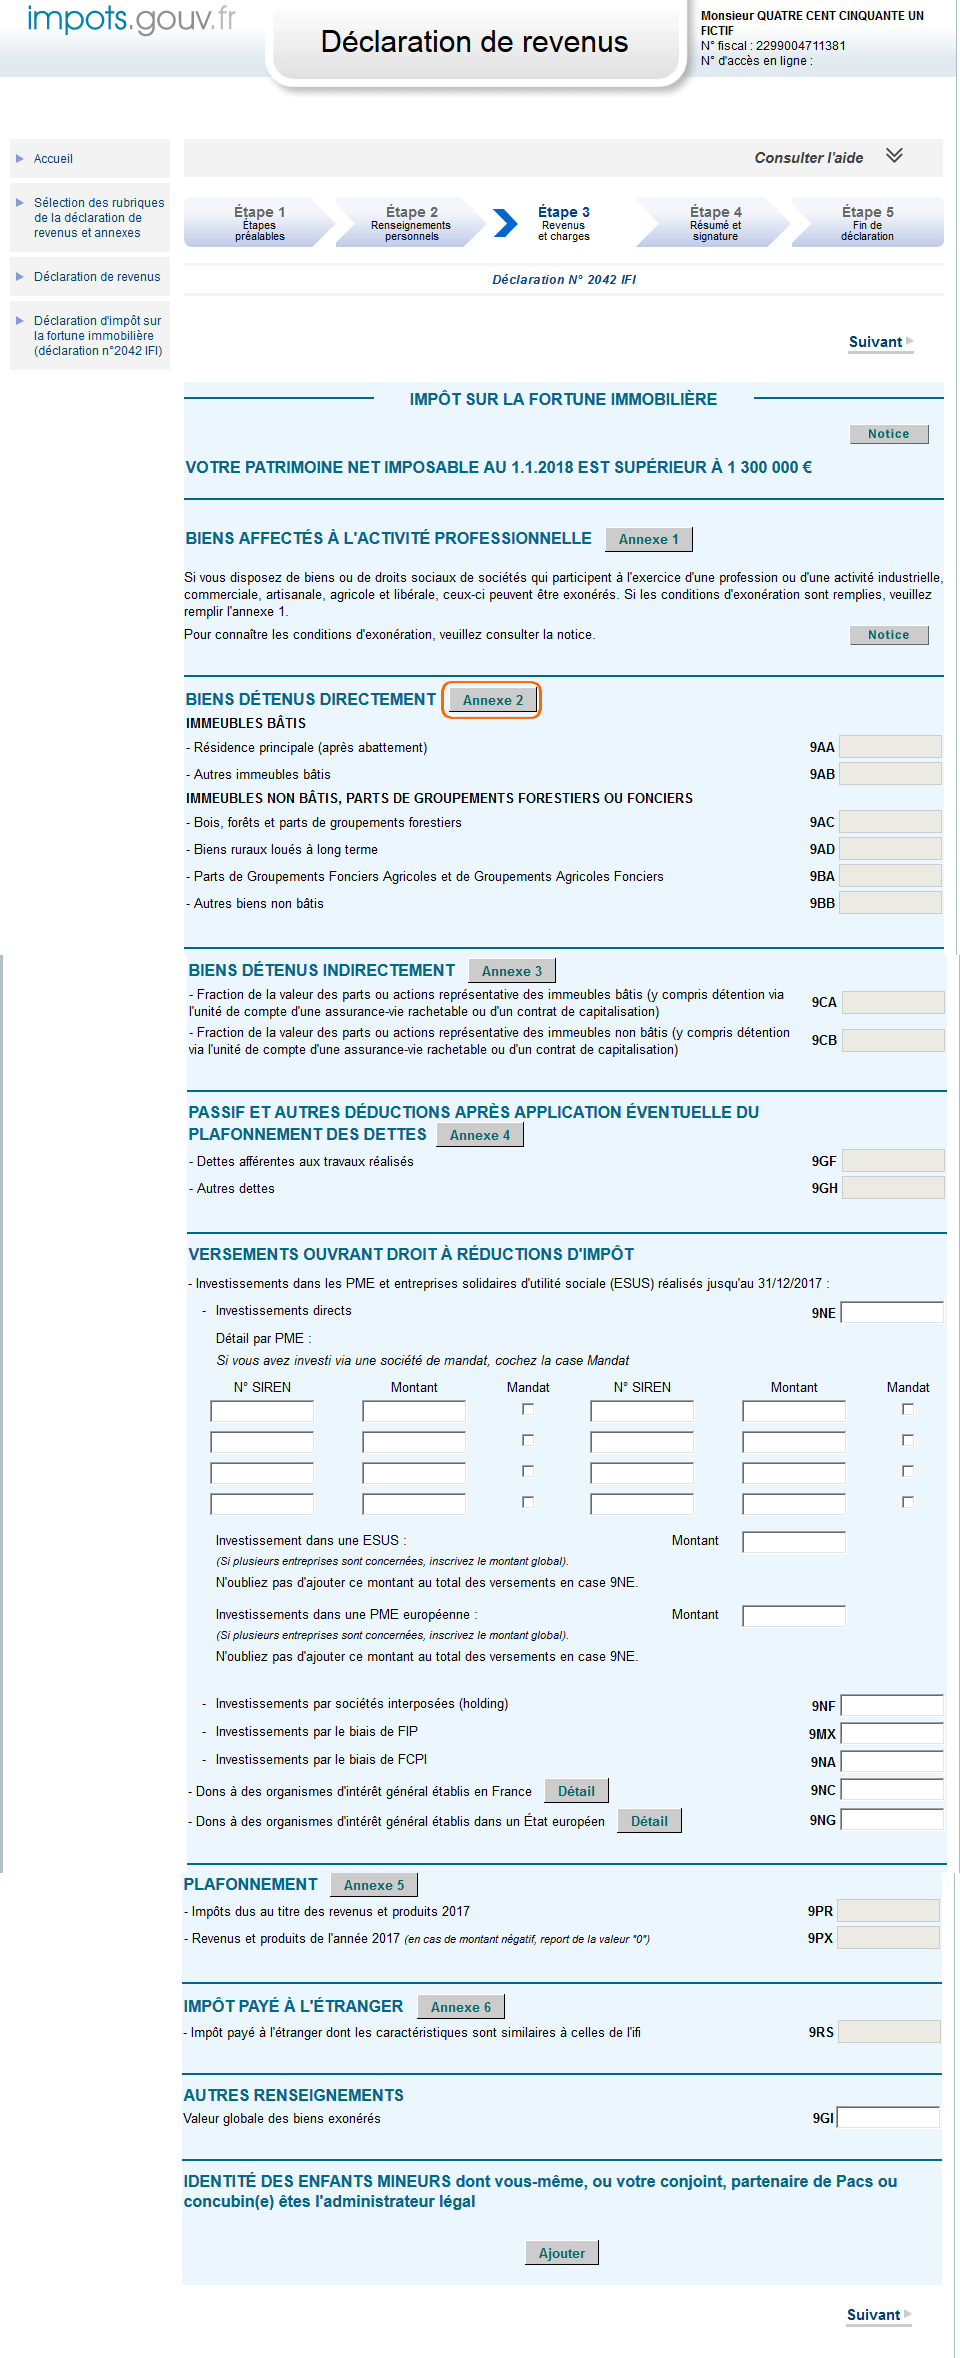 impots.gouv.fr
Déclaration de revenus
Monsieur QUATRE CENT CINQUANTE UN
FICTIF
N° fiscal : 2299004711381
N° d'accès en ligne :
Accueil
Sélection des rubriques
de la déclaration de
revenus et annexes
Déclaration de revenus
Déclaration d'impôt sur
la fortune immobilière
(déclaration n°2042 IFI)
Consulter l'aide
Étape 1
Étapes
préalables
Étape 2
Renseignements
personnels
Étape 3
Revenus
et charges
Étape 4
Résumé et
signature
Étape 5
Fin de
déclaration
Déclaration N° 2042 IFI
Suivant
IMPÔT SUR LA FORTUNE IMMOBILIÈRE
Notice
VOTRE PATRIMOINE NET IMPOSABLE AU 1.1.2018 EST SUPÉRIEUR À 1 300 000 €
BIENS AFFECTÉS À L'ACTIVITÉ PROFESSIONNELLE Annexe 1
Si vous disposez de biens ou de droits sociaux de sociétés qui participent à l'exercice d'une profession ou d'une activité industrielle,
commerciale, artisanale, agricole et libérale, ceux-ci peuvent être exonérés. Si les conditions d'exonération sont remplies, veuillez
remplir l'annexe 1.
Pour connaître les conditions d'exonération, veuillez consulter la notice. Notice
BIENS DÉTENUS DIRECTEMENT Annexe 2
IMMEUBLES BÂTIS
- Résidence principale (après abattement) 9AA
- Autres immeubles bâtis 9AB
IMMEUBLES NON BÂTIS, PARTS DE GROUPEMENTS FORESTIERS OU FONCIERS
- Bois, forêts et parts de groupements forestiers 9AC
- Biens ruraux loués à long terme 9AD
- Parts de Groupements Fonciers Agricoles et de Groupements Agricoles Fonciers 9BA
- Autres biens non bâtis 9BB
BIENS DÉTENUS INDIRECTEMENT Annexe 3
- Fraction de la valeur des parts ou actions représentative des immeubles bâtis (y compris détention via
l'unité de compte d'une assurance-vie rachetable ou d'un contrat de capitalisation) 9CA
- Fraction de la valeur des parts ou actions représentative des immeubles non bâtis (y compris détention
via l'unité de compte d'une assurance-vie rachetable ou d'un contrat de capitalisation) 9CB
PASSIF ET AUTRES DÉDUCTIONS APRÈS APPLICATION ÉVENTUELLE DU
PLAFONNEMENT DES DETTES Annexe 4
- Dettes afférentes aux travaux réalisés 9GF
- Autres dettes 9GH
VERSEMENTS OUVRANT DROIT À RÉDUCTIONS D'IMPÔT
- Investissements dans les PME et entreprises solidaires d'utilité sociale (ESUS) réalisés jusqu'au 31/12/2017 :
- Investissements directs 9NE
Détail par PME :
Si vous avez investi via une société de mandat, cochez la case Mandat
N° SIREN Montant Mandat N° SIREN Montant Mandat
Investissement dans une ESUS : Montant
(Si plusieurs entreprises sont concernées, inscrivez le montant global).
N'oubliez pas d'ajouter ce montant au total des versements en case 9NE.
Investissements dans une PME européenne : Montant
(Si plusieurs entreprises sont concernées, inscrivez le montant global).
N'oubliez pas d'ajouter ce montant au total des versements en case 9NE.
- Investissements par sociétés interposées (holding) 9NF
- Investissements par le biais de FIP 9MX
- Investissements par le biais de FCPI 9NA
- Dons à des organismes d'intérêt général établis en France Détail 9NC
- Dons à des organismes d'intérêt général établis dans un État européen Détail 9NG
PLAFONNEMENT Annexe 5
- Impôts dus au titre des revenus et produits 2017 9PR
- Revenus et produits de l'année 2017 (en cas de montant négatif, report de la valeur "0") 9PX
IMPÔT PAYÉ À L'ÉTRANGER Annexe 6
- Impôt payé à l'étranger dont les caractéristiques sont similaires à celles de l'ifi 9RS
AUTRES RENSEIGNEMENTS
Valeur globale des biens exonérés 9GI
IDENTITÉ DES ENFANTS MINEURS dont vous-même, ou votre conjoint, partenaire de Pacs ou
concubin(e) êtes l'administrateur légal
Ajouter
Suivant